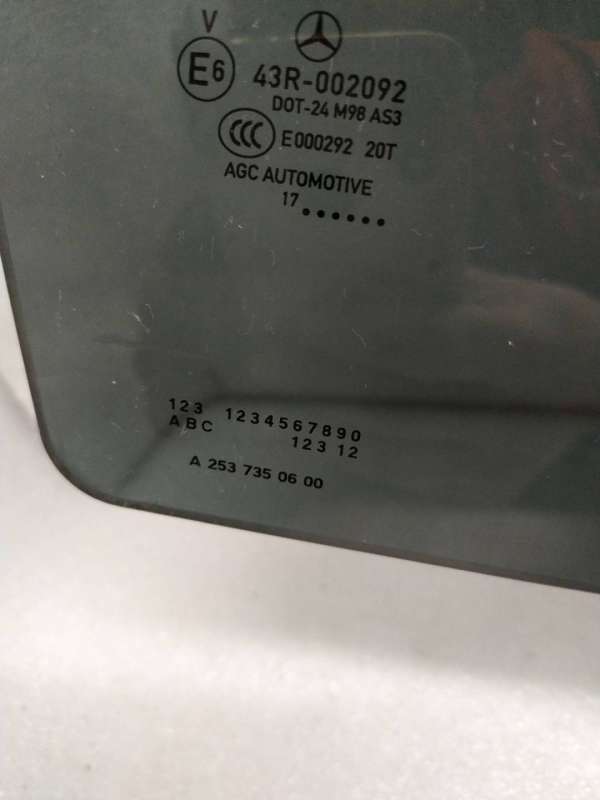 V
E6 43R-002092
DOT-24 M98 AS3
CCC E000292 20T
AGC AUTOMOTIVE
17......
123 1234567890
ABC 123 12
A 253 735 06 00